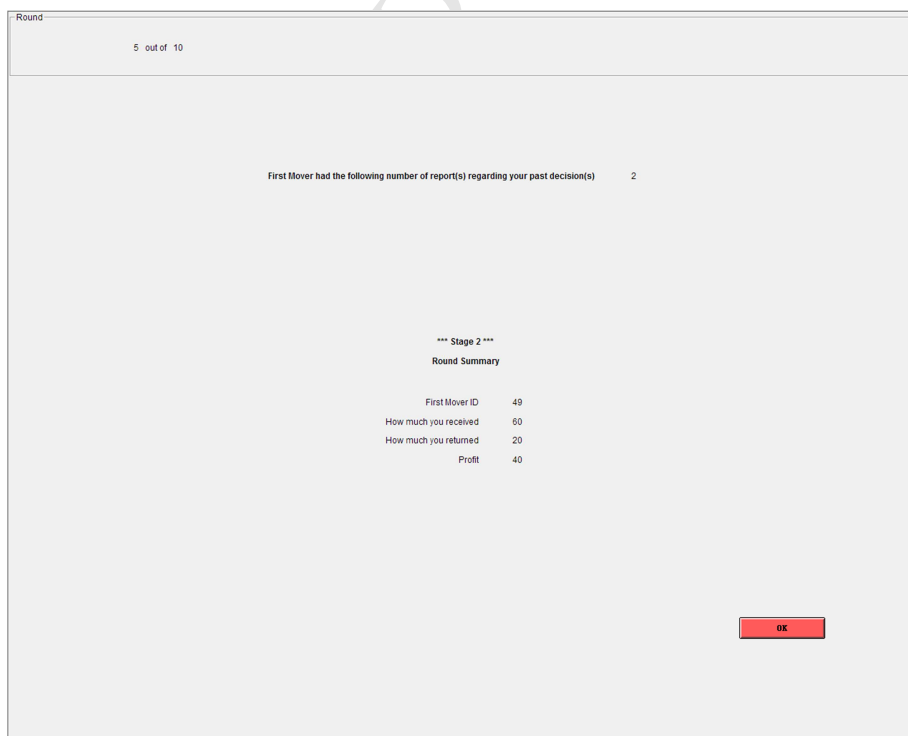 Round
5 out of 10
First Mover had the following number of report(s) regarding your past decision(s) 2
*** Stage 2 ***
Round Summary
First Mover ID 49
How much you received 60
How much you returned 20
Profit 40
OK